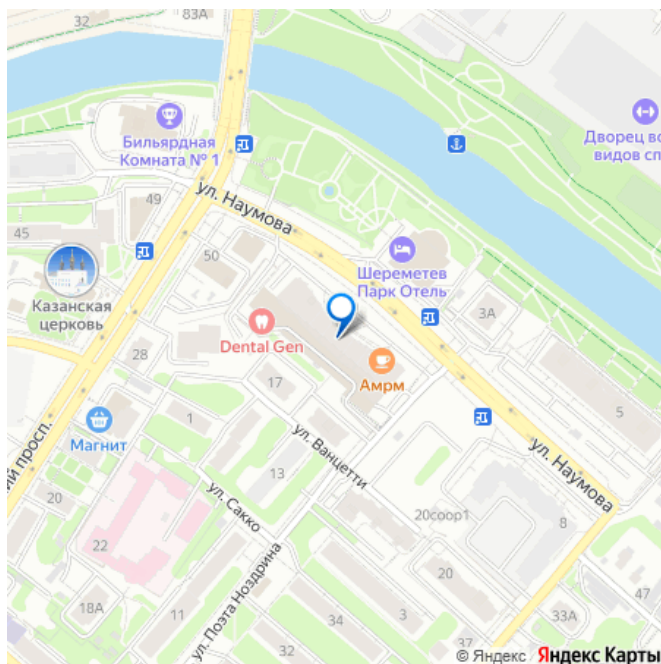 32
83А
Бильярдная
Комната № 1
Дворец во
видов сп
ул. Наумова
49
45
50
Казанская
церковь
Шереметев
Парк Отель
3А
Dental Gen
Амрм
28
17
5
Магнит
1
ул. Наумова
ул. Ванцетти
ий просп.
13
ул. Сакко
20
20соор1
8
22
ул. Поэта Ноздрина
20
47
18А
11
34
3
33А
32
© Яндекс Яндекс Карты